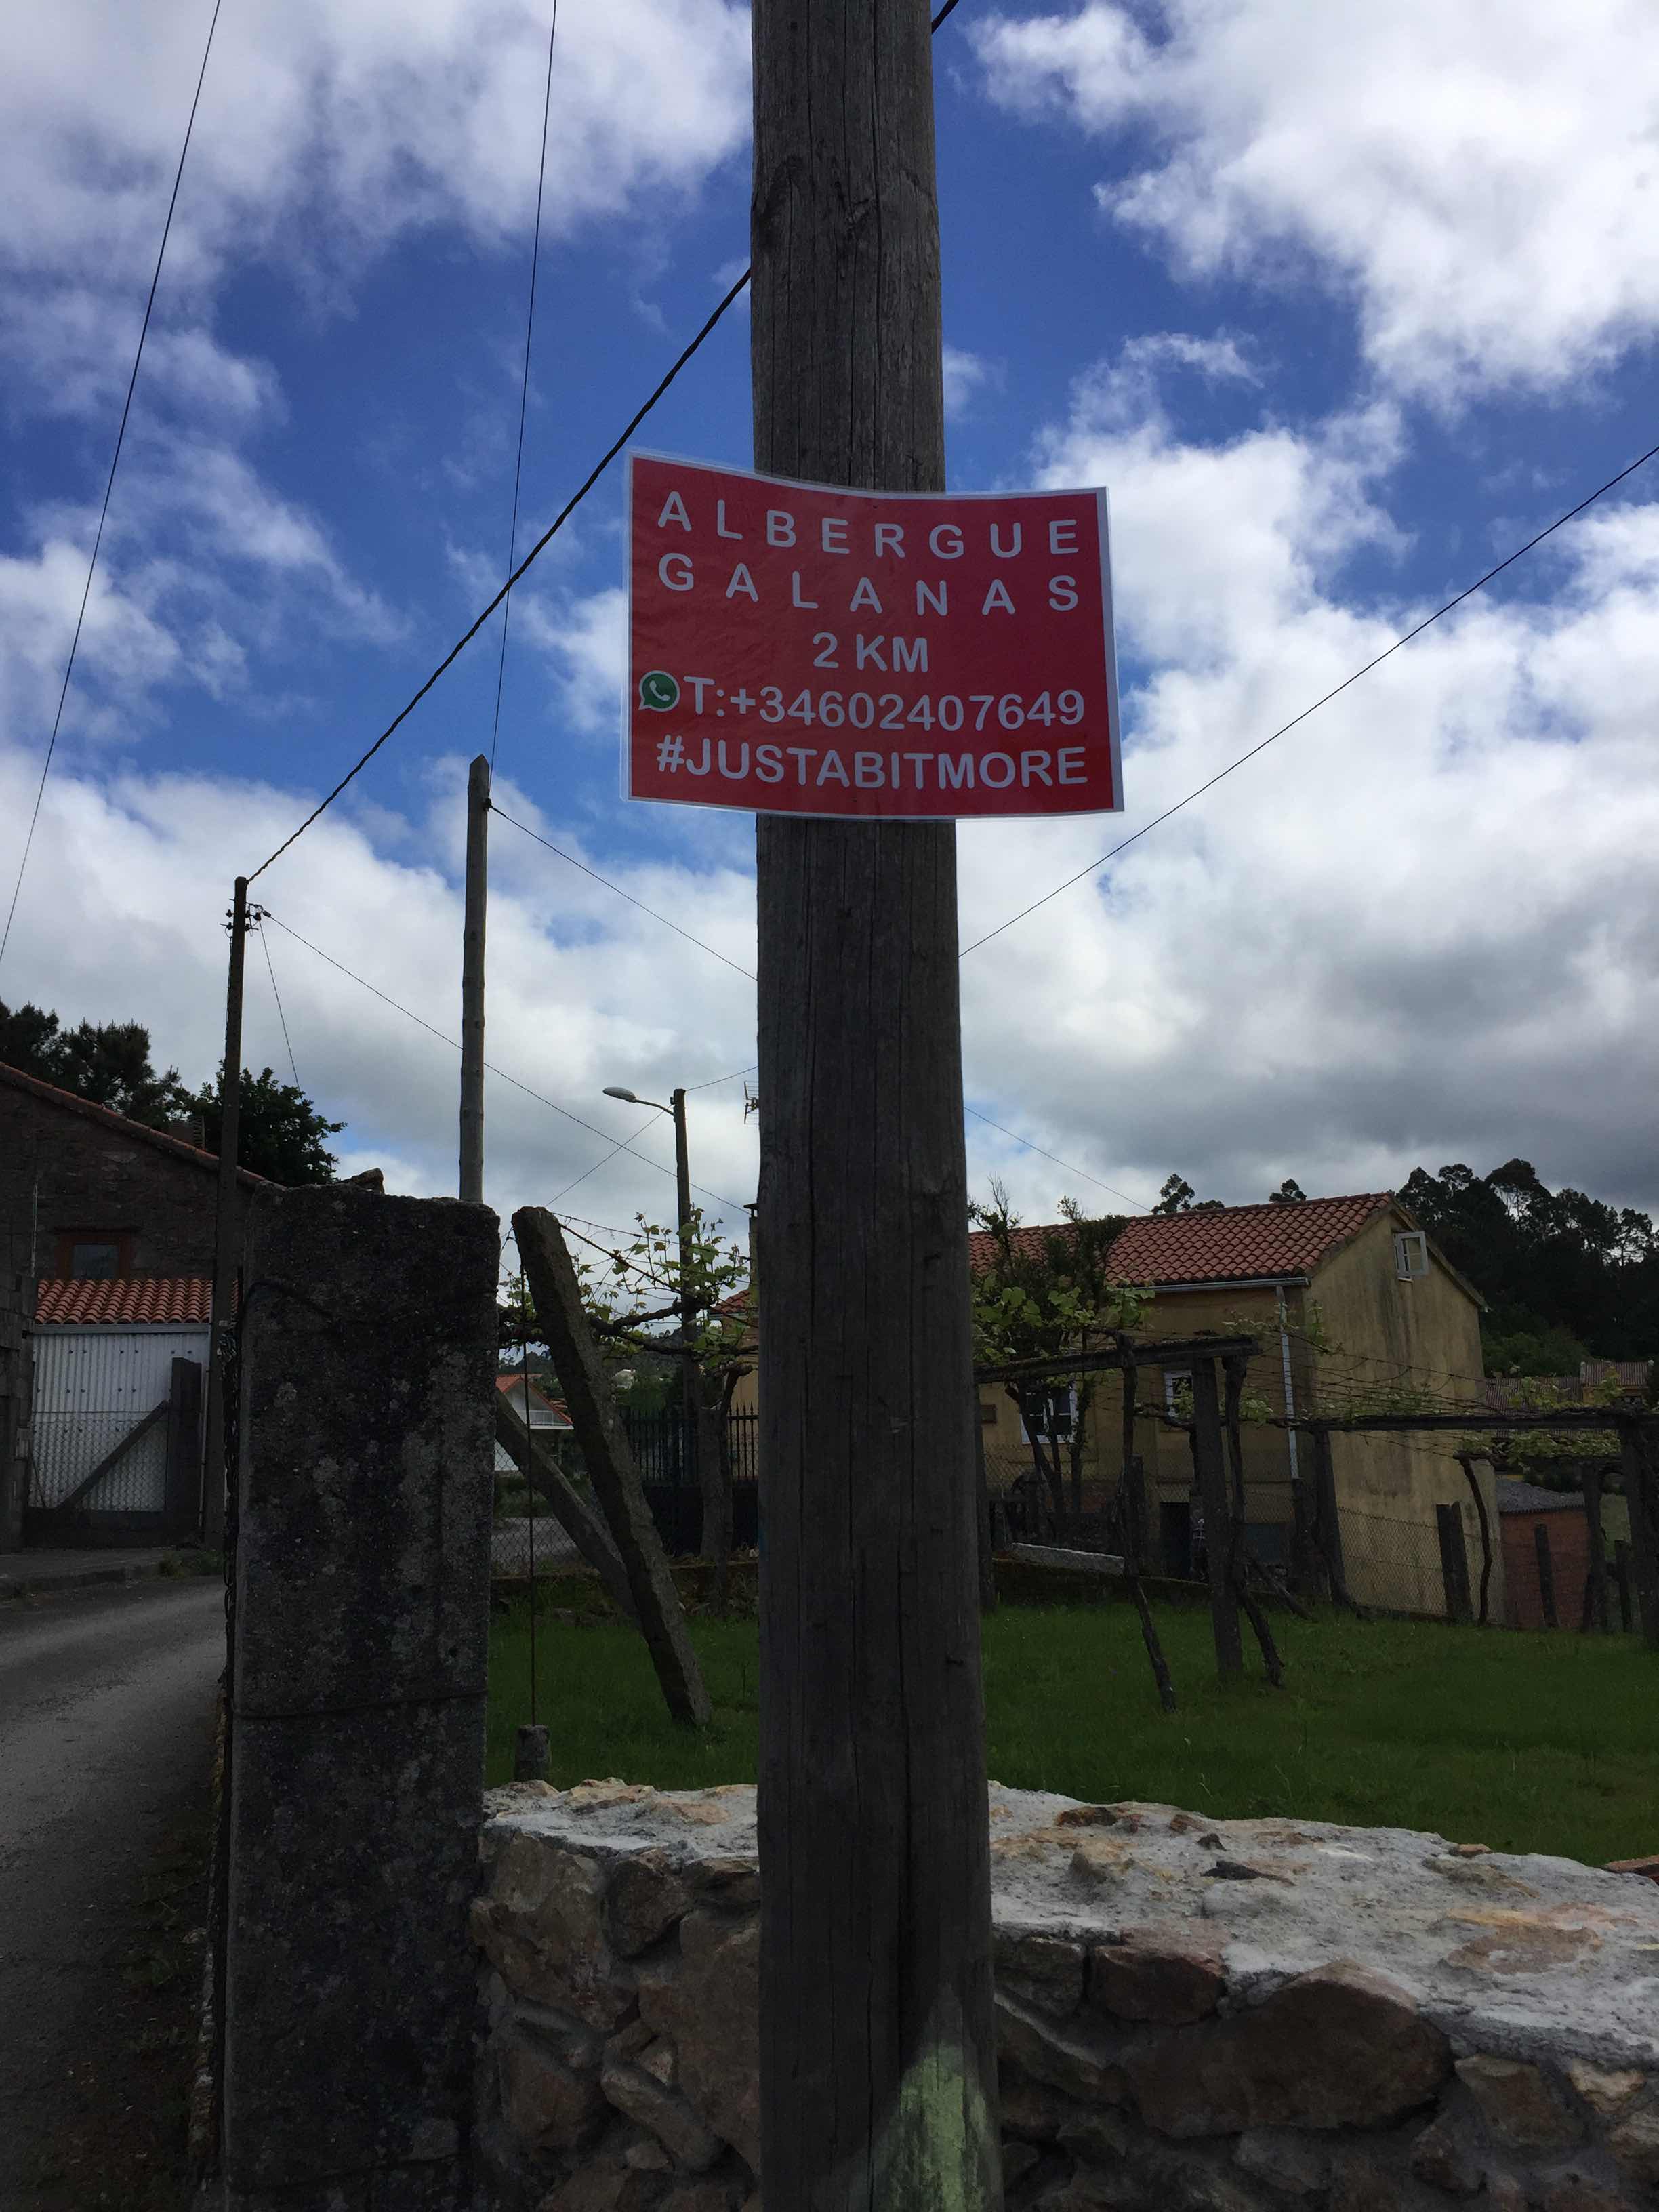 ALBERGUE
GALANAS
2 KM
T:+34602407649
#JUSTABITMORE